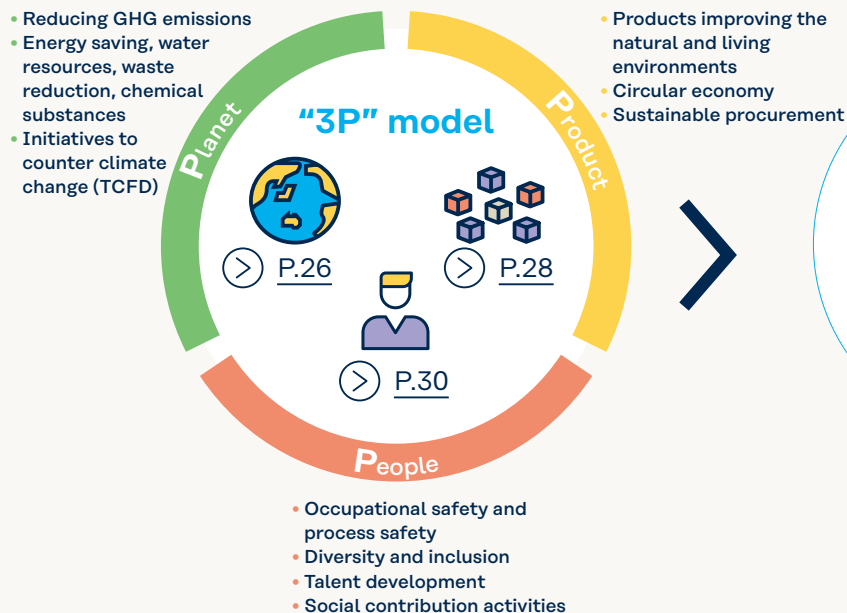 • Reducing GHG emissions
• Energy saving, water
resources, waste
reduction, chemical
substances
• Initiatives to
counter climate
change (TCFD)
Planet
“3P” model
Product
• Products improving the
natural and living
environments
• Circular economy
• Sustainable procurement
P.26
P.28
P.30
People
• Occupational safety and
process safety
• Diversity and inclusion
• Talent development
• Social contribution activities